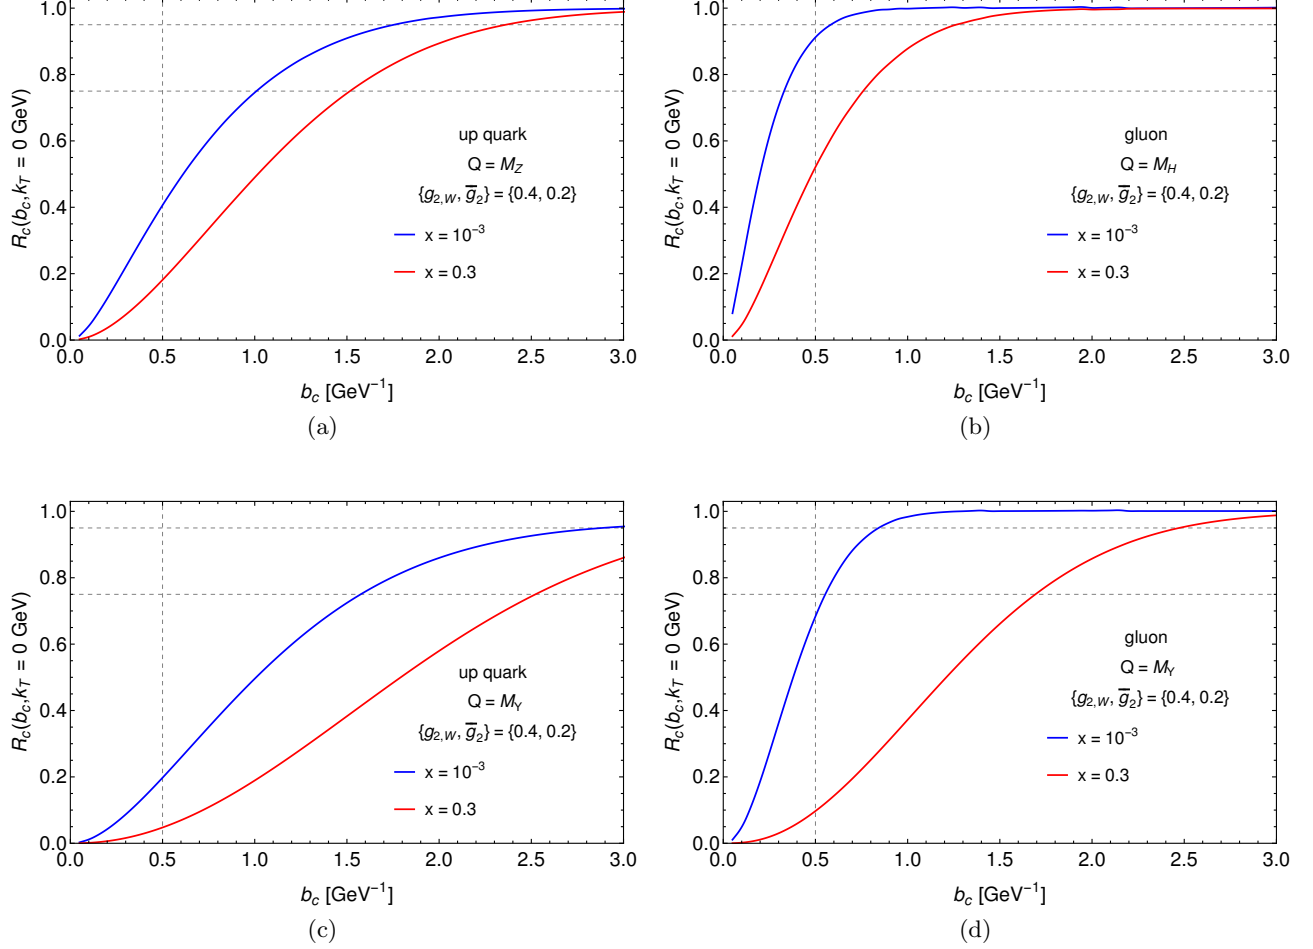 1.0
0.8
0.6
0.4
0.2
0.0
R_c(b_c,k_T = 0 GeV)
up quark
Q = M_Z
{g_{2,W}, g̅_2} = {0.4, 0.2}
x = 10⁻³
x = 0.3
0.0 0.5 1.0 1.5 2.0 2.5 3.0
b_c [GeV⁻¹]
(a)
1.0
0.8
0.6
0.4
0.2
0.0
R_c(b_c,k_T = 0 GeV)
gluon
Q = M_H
{g_{2,W}, g̅_2} = {0.4, 0.2}
x = 10⁻³
x = 0.3
0.0 0.5 1.0 1.5 2.0 2.5 3.0
b_c [GeV⁻¹]
(b)
1.0
0.8
0.6
0.4
0.2
0.0
R_c(b_c,k_T = 0 GeV)
up quark
Q = M_Υ
{g_{2,W}, g̅_2} = {0.4, 0.2}
x = 10⁻³
x = 0.3
0.0 0.5 1.0 1.5 2.0 2.5 3.0
b_c [GeV⁻¹]
(c)
1.0
0.8
0.6
0.4
0.2
0.0
R_c(b_c,k_T = 0 GeV)
gluon
Q = M_Υ
{g_{2,W}, g̅_2} = {0.4, 0.2}
x = 10⁻³
x = 0.3
0.0 0.5 1.0 1.5 2.0 2.5 3.0
b_c [GeV⁻¹]
(d)